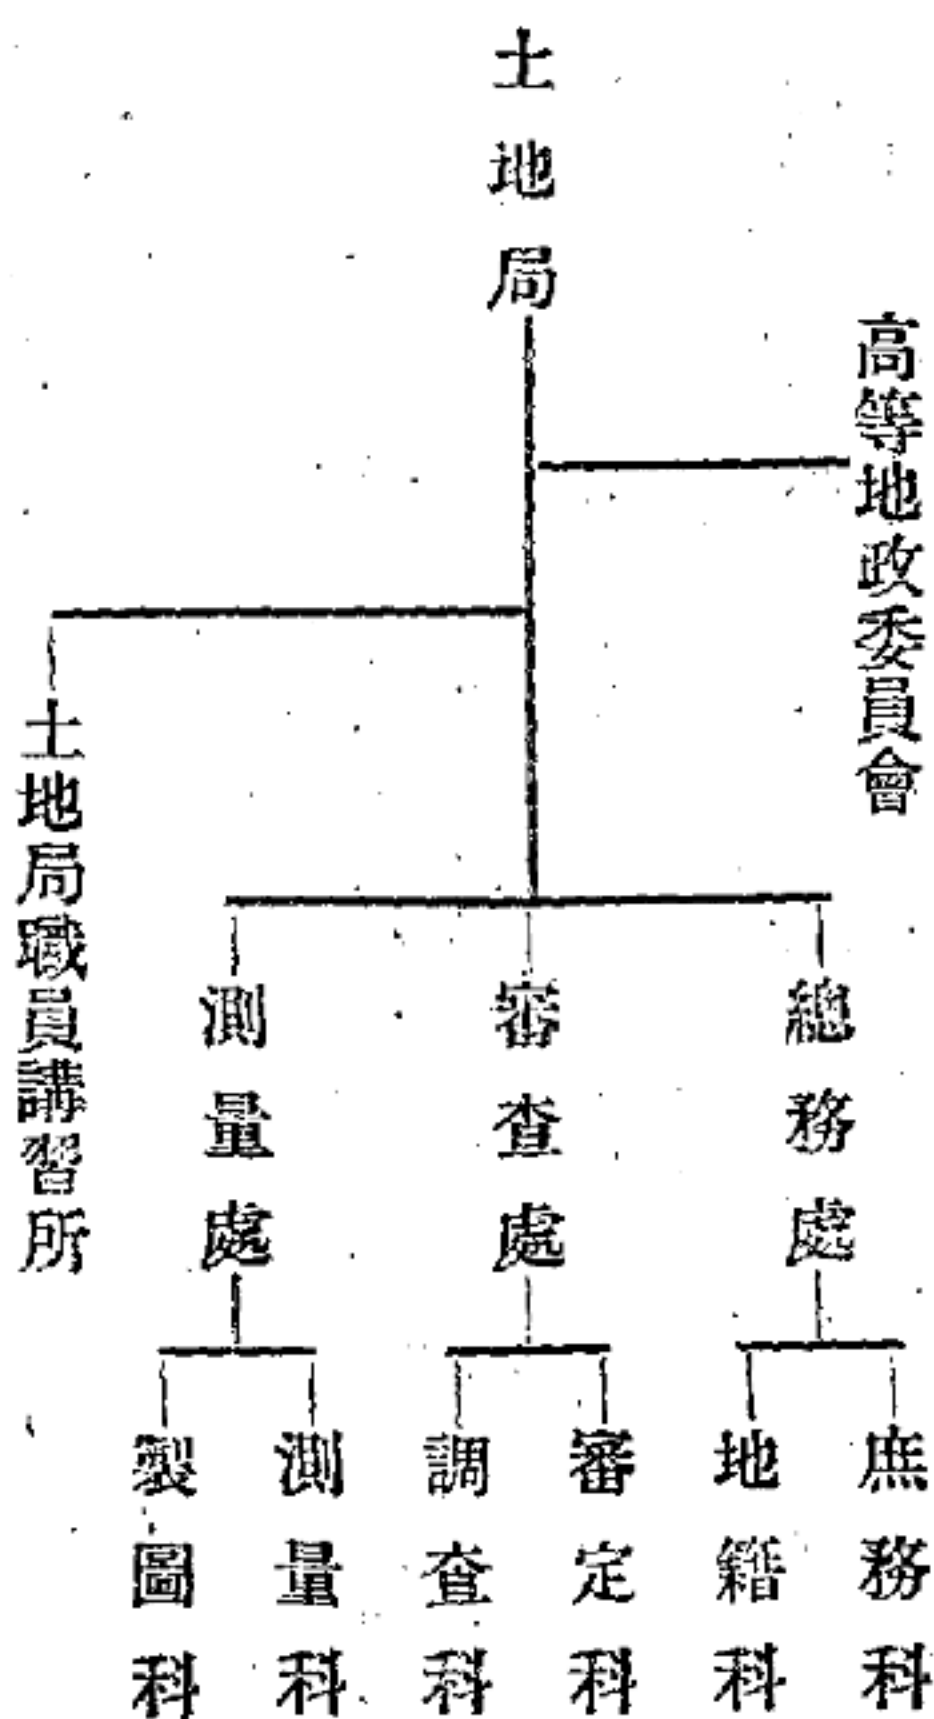 土地局
高等地政委員會
土地局職員講習所
總務處
審查處
測量處
庶務科
地籍科
審定科
調查科
測量科
製圖科